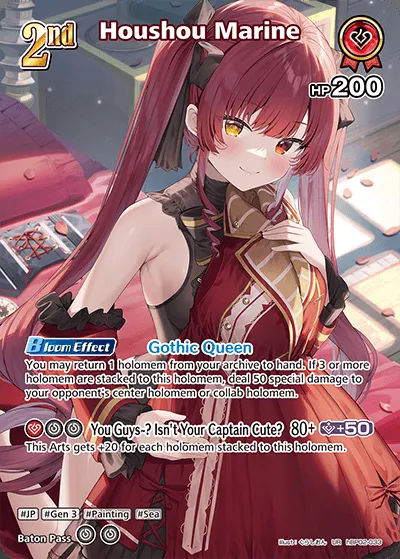 2nd
Houshou Marine
HP200
Bloom Effect
Gothic Queen
You may return 1 holomem from your archive to hand. If 3 or
more holomem are stacked to this holomem, deal 50 special damage to
your opponent's center holomem or collab holomem.
You Guys~? Isn't Your Captain Cute? 80+ +50
This Arts gets +20 for each holomem stacked to this holomem.
#JP #Gen 3 #Painting #Sea
Baton Pass
illust: UR hBP02-033